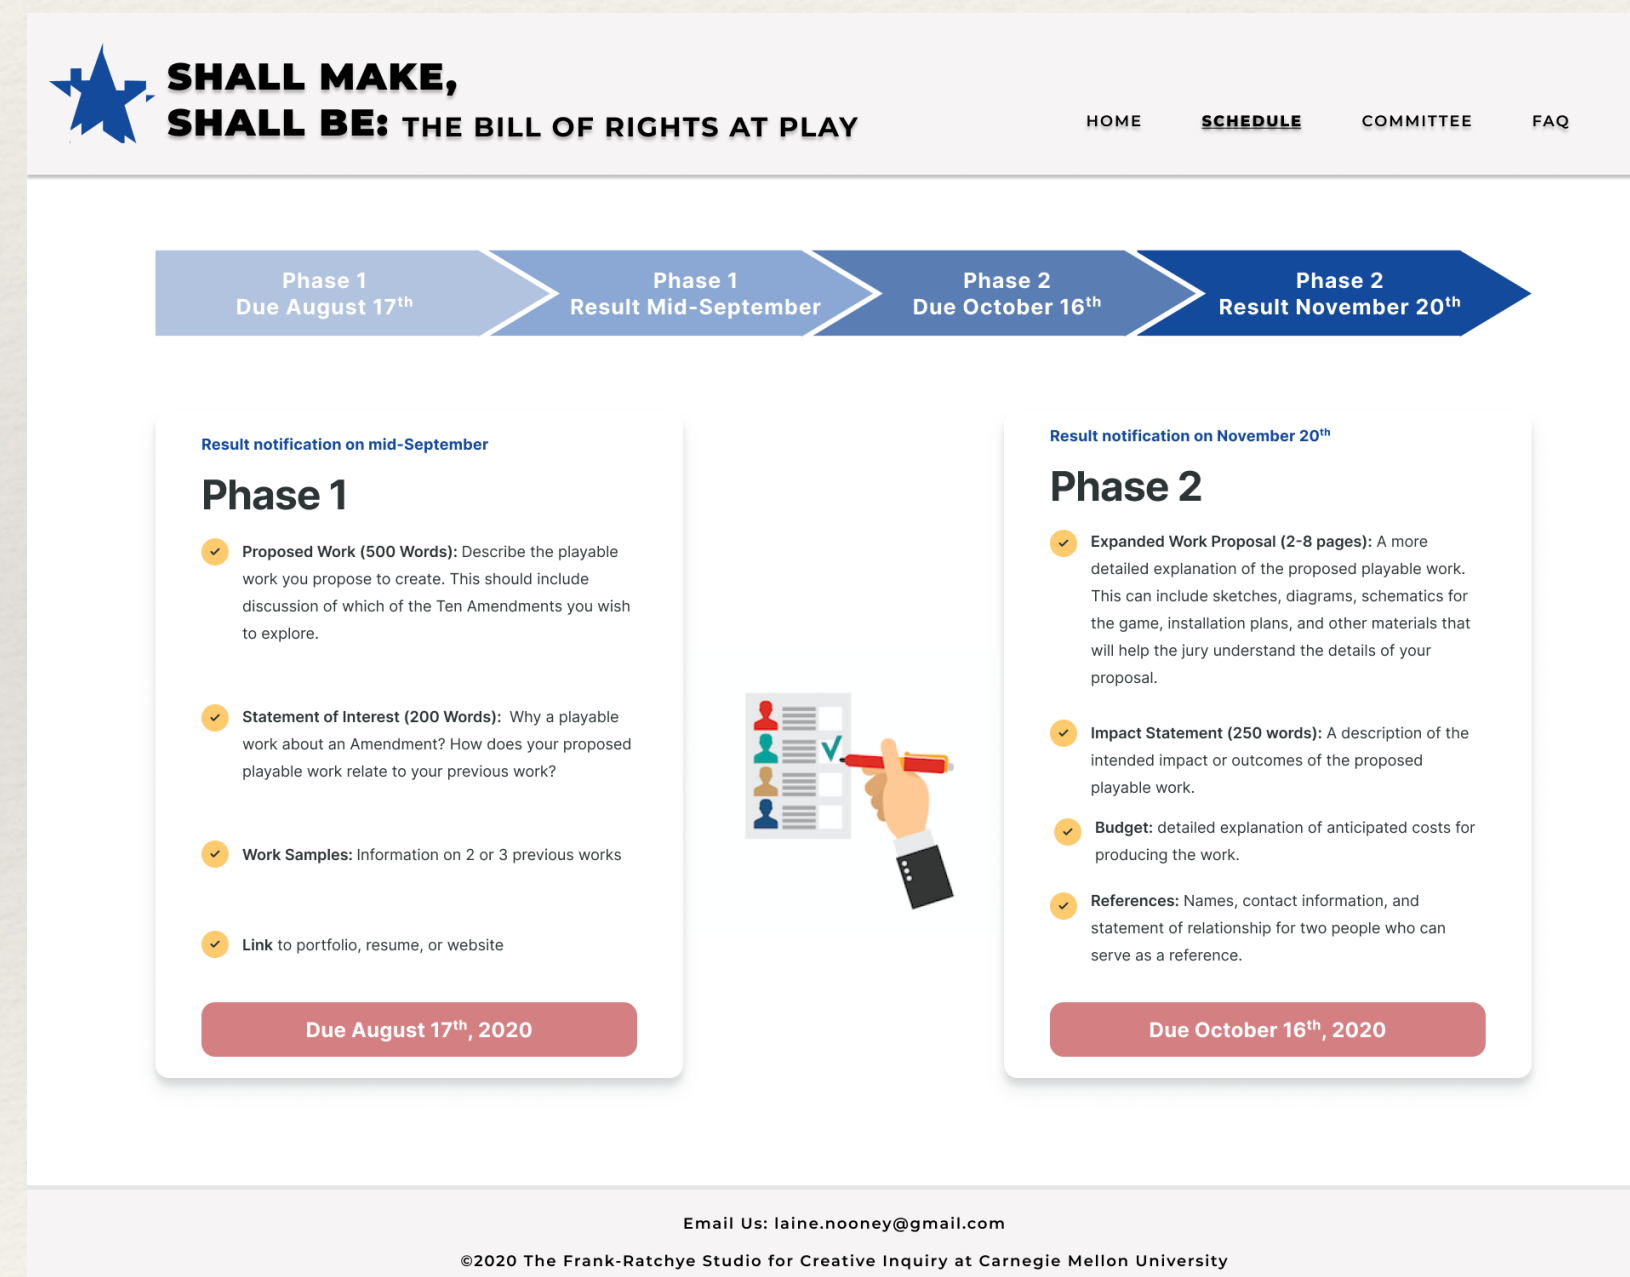 SHALL MAKE,
SHALL BE: THE BILL OF RIGHTS AT PLAY
HOME
SCHEDULE
COMMITTEE
FAQ
Phase 1
Due August 17th
Phase 1
Result Mid-September
Phase 2
Due October 16th
Phase 2
Result November 20th
Result notification on mid-September
Phase 1
Proposed Work (500 Words): Describe the playable
work you propose to create. This should include
discussion of which of the Ten Amendments you wish
to explore.
Statement of Interest (200 Words): Why a playable
work about an Amendment? How does your proposed
playable work relate to your previous work?
Work Samples: Information on 2 or 3 previous works
Link to portfolio, resume, or website
Due August 17th, 2020
Result notification on November 20th
Phase 2
Expanded Work Proposal (2-8 pages): A more
detailed explanation of the proposed playable work.
This can include sketches, diagrams, schematics for
the game, installation plans, and other materials that
will help the jury understand the details of your
proposal.
Impact Statement (250 words): A description of the
intended impact or outcomes of the proposed
playable work.
Budget: detailed explanation of anticipated costs for
producing the work.
References: Names, contact information, and
statement of relationship for two people who can
serve as a reference.
Due October 16th, 2020
Email Us: laine.nooney@gmail.com
©2020 The Frank-Ratchye Studio for Creative Inquiry at Carnegie Mellon University